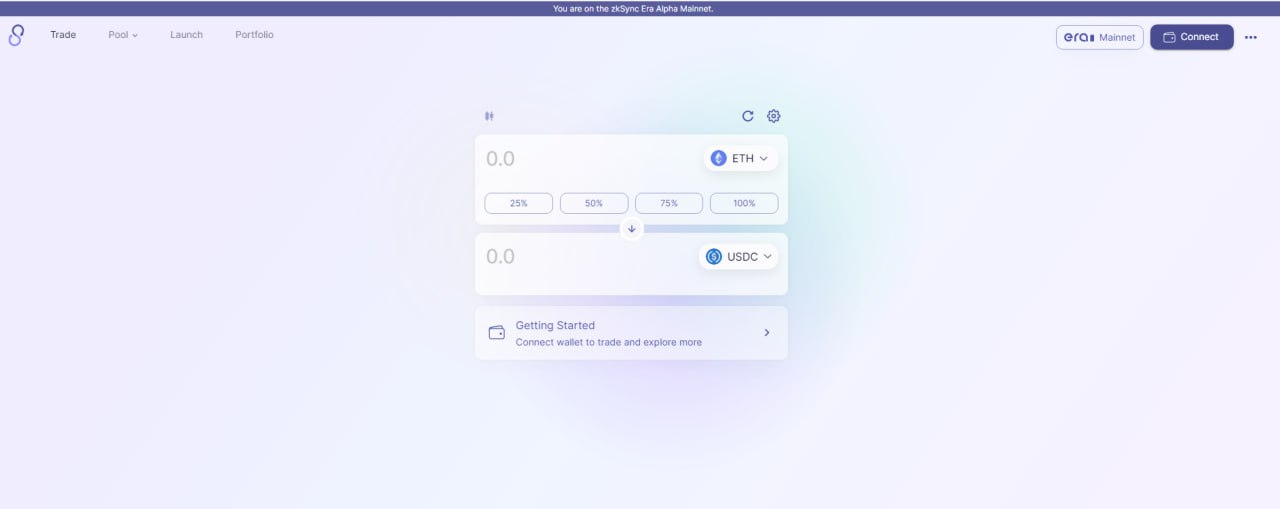 You are on the zkSync Era Alpha Mainnet.
Trade Pool Launch Portfolio era Mainnet Connect
0.0 ETH
25% 50% 75% 100%
0.0 USDC
Getting Started
Connect wallet to trade and explore more